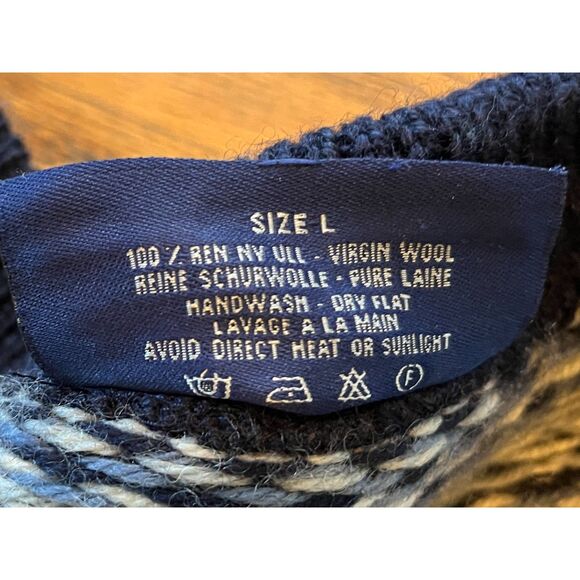 SIZE L
100 % REN NY ULL - VIRGIN WOOL
REINE SCHURWOLLE - PURE LAINE
HANDWASH - DRY FLAT
LAVAGE A LA MAIN
AVOID DIRECT HEAT OR SUNLIGHT
F